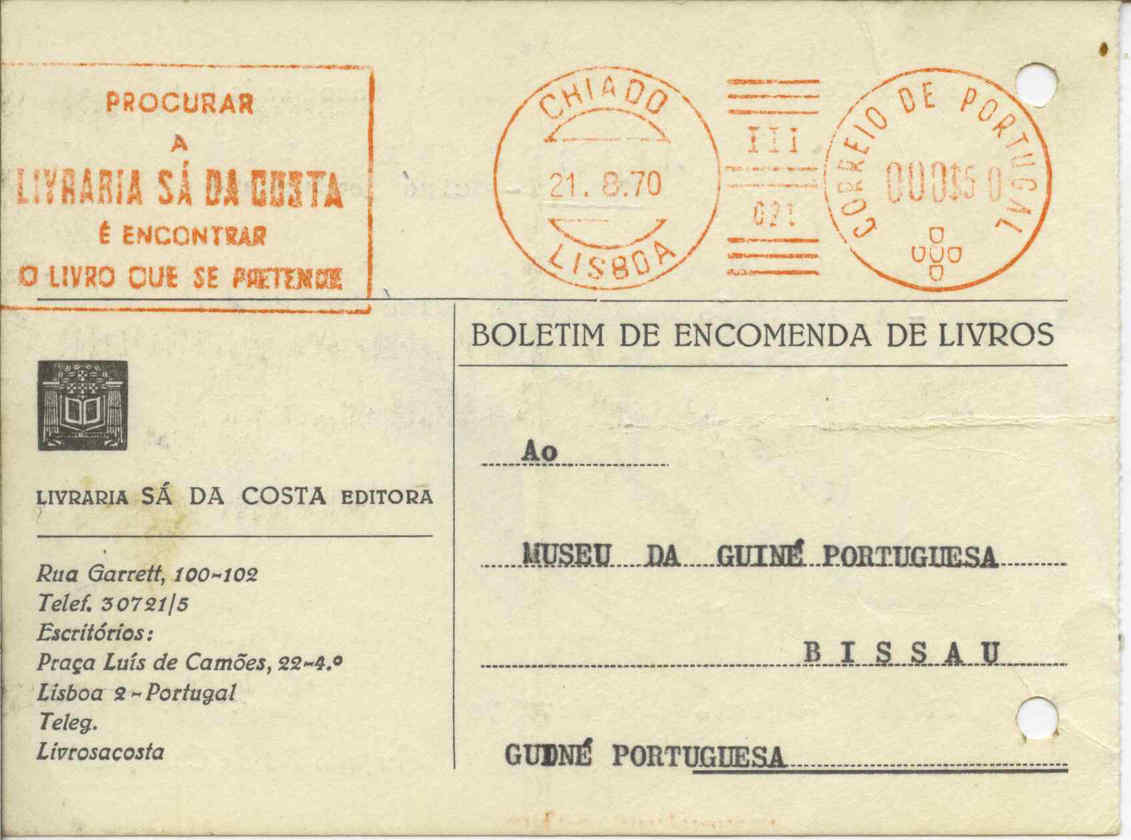 PROCURAR
A
LIVRARIA SÁ DA COSTA
É ENCONTRAR
O LIVRO QUE SE PRETENDE
CHIADO
21. 8.70
LISBOA
III
021
CORREIO DE PORTUGAL
000$50
BOLETIM DE ENCOMENDA DE LIVROS
LIVRARIA SÁ DA COSTA EDITORA
Rua Garrett, 100-102
Telef. 30721/5
Escritórios:
Praça Luís de Camões, 22-4.º
Lisboa 2 - Portugal
Teleg.
Livrosacosta
Ao
MUSEU DA GUINÉ PORTUGUESA
B I S S A U
GUINÉ PORTUGUESA